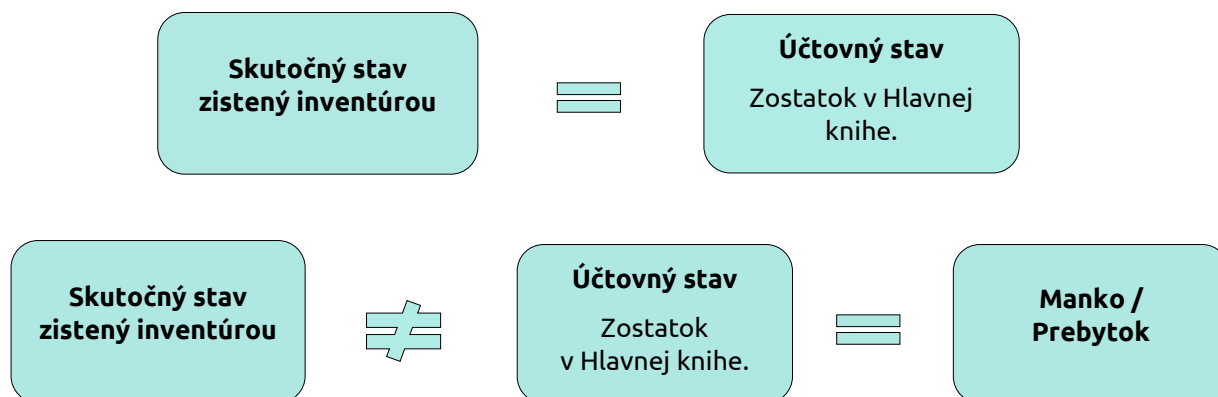 Skutočný stav
zistený inventúrou
Účtovný stav
Zostatok v Hlavnej
knihe.
Skutočný stav
zistený inventúrou
Účtovný stav
Zostatok
v Hlavnej knihe.
Manko /
Prebytok